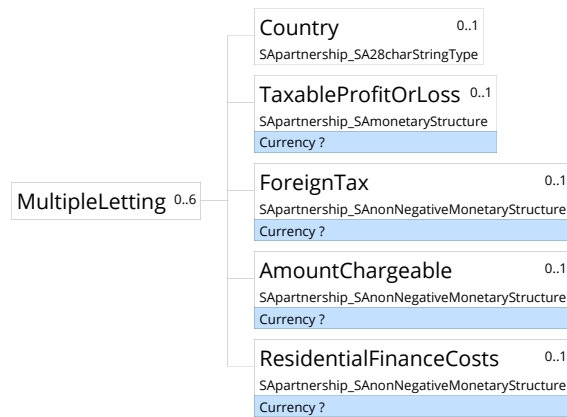 Country 0..1
SApartnership_SA28charStringType
TaxableProfitOrLoss 0..1
SApartnership_SAmonetaryStructure
Currency ?
MultipleLetting 0..6
ForeignTax 0..1
SApartnership_SAnonNegativeMonetaryStructure
Currency ?
AmountChargeable 0..1
SApartnership_SAnonNegativeMonetaryStructure
Currency ?
ResidentialFinanceCosts 0..1
SApartnership_SAnonNegativeMonetaryStructure
Currency ?